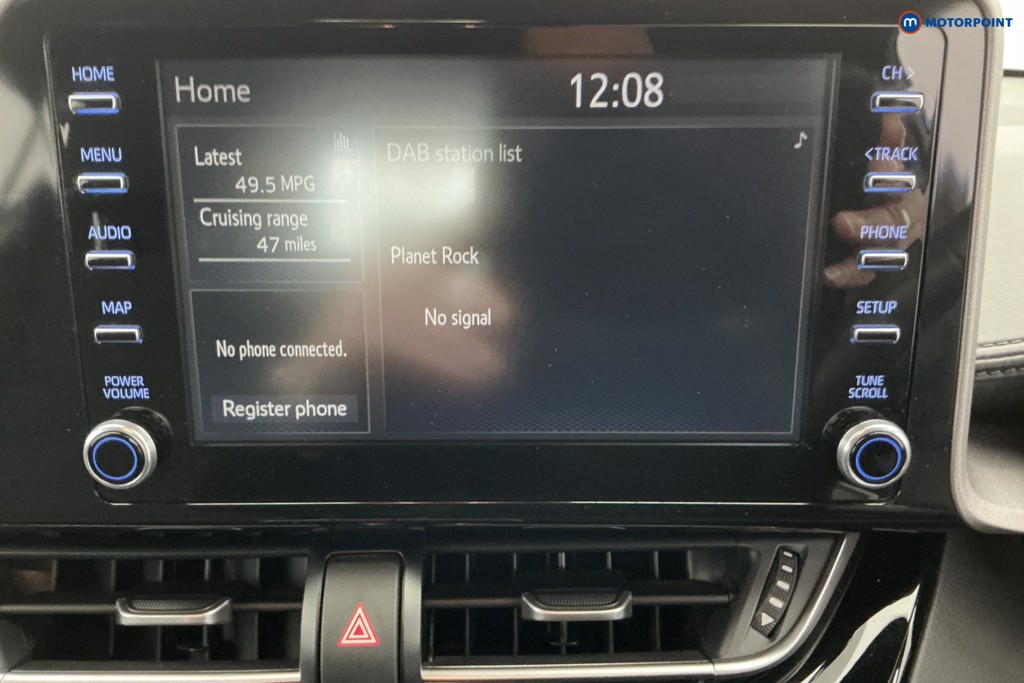 m MOTORPOINT
HOME
MENU
AUDIO
MAP
POWER
VOLUME
Home
12:08
Latest
49.5 MPG
Cruising range
47 miles
No phone connected.
Register phone
DAB station list
Planet Rock
No signal
CH >
<TRACK
PHONE
SETUP
TUNE
SCROLL